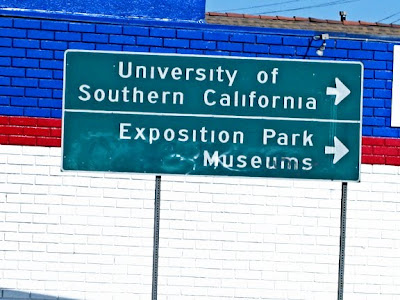 University of
Southern California
Exposition Park
Museums